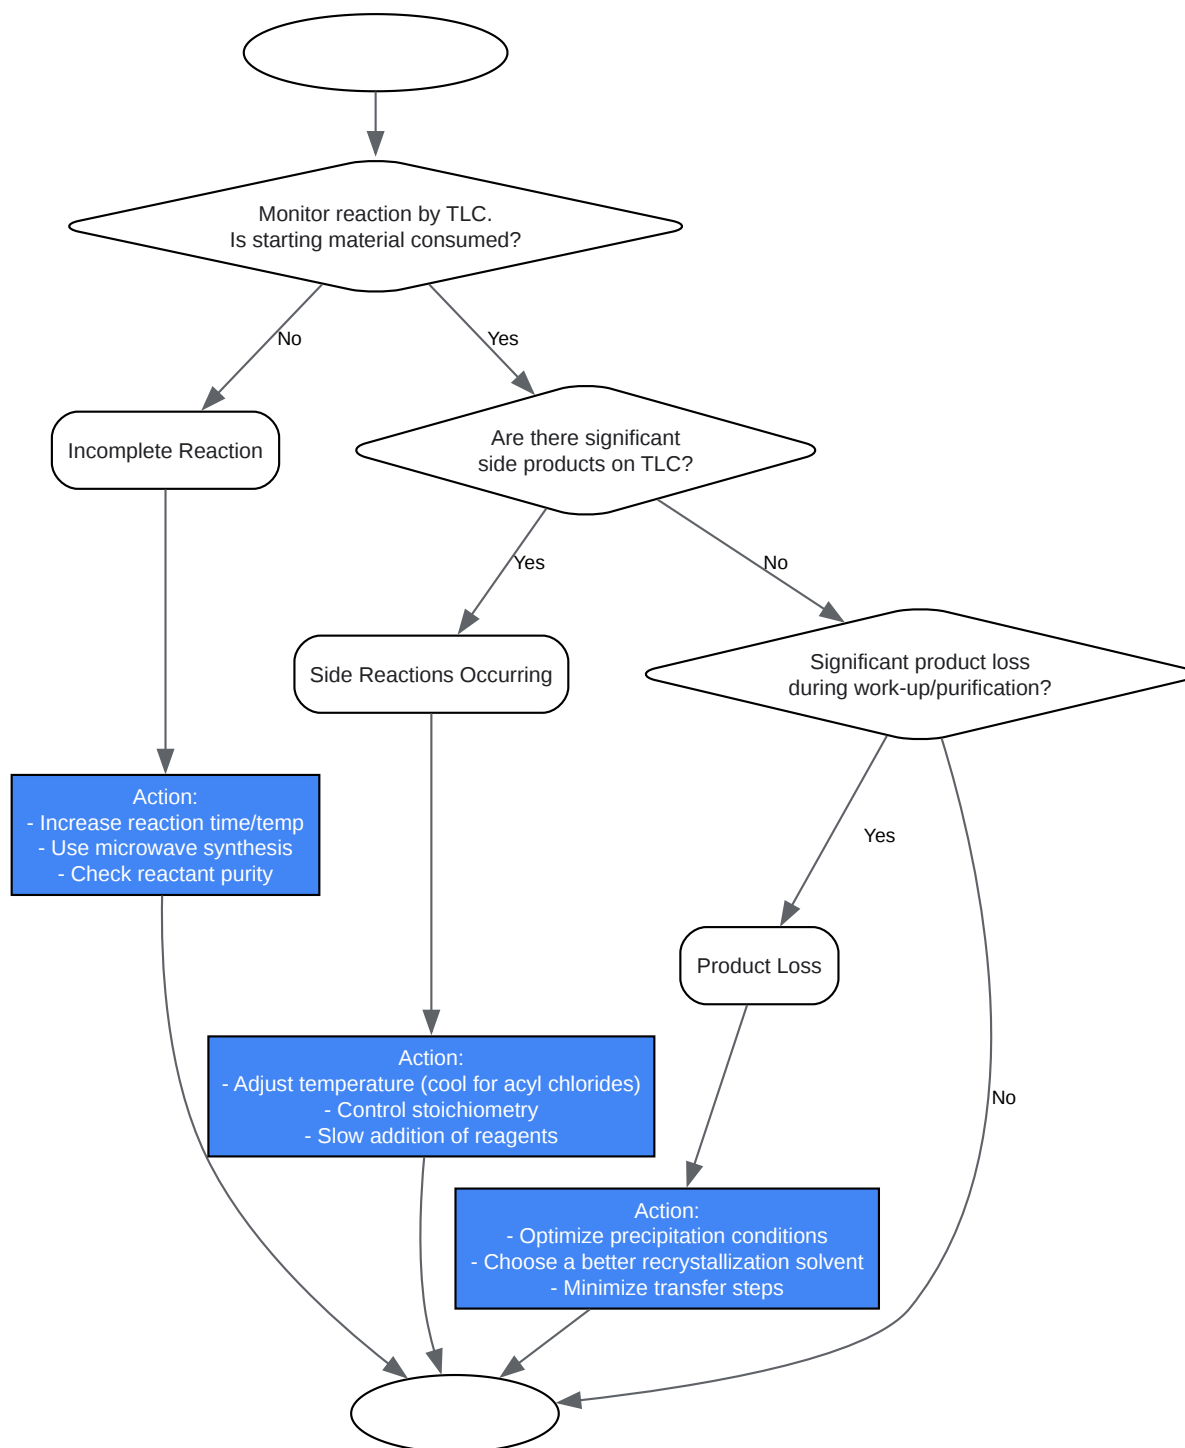 Monitor reaction by TLC.
Is starting material consumed?
No
Yes
Incomplete Reaction
Are there significant
side products on TLC?
Yes
No
Side Reactions Occurring
Significant product loss
during work-up/purification?
Action:
- Increase reaction time/temp
- Use microwave synthesis
- Check reactant purity
Yes
Product Loss
Action:
- Adjust temperature (cool for acyl chlorides)
- Control stoichiometry
- Slow addition of reagents
No
Action:
- Optimize precipitation conditions
- Choose a better recrystallization solvent
- Minimize transfer steps